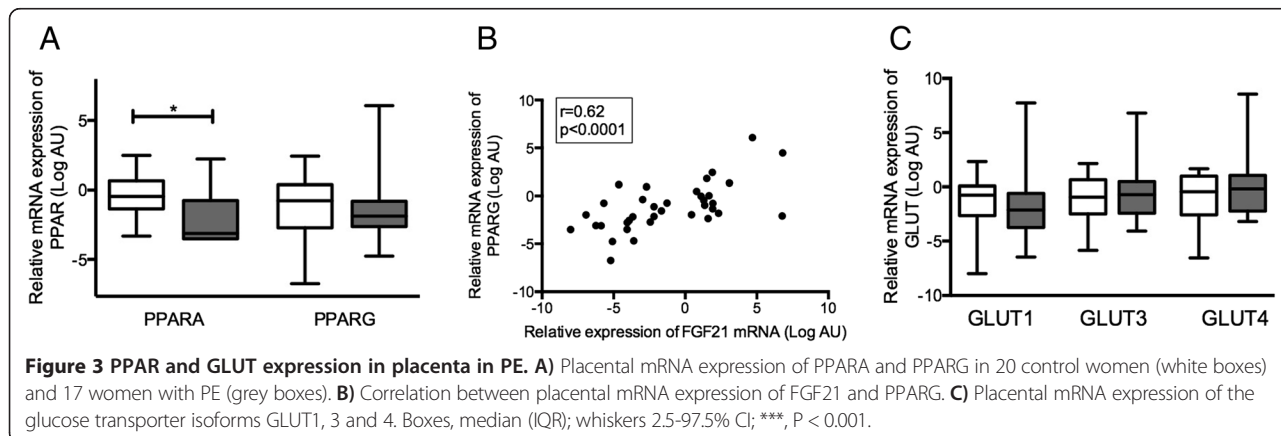 A
Relative mRNA expression of
PPAR (Log AU)
5
0
-5
*
PPARA
PPARG
B
Relative mRNA expression of
PPARG (Log AU)
10
5
0
-5
-10
r=0.62
p<0.0001
-10
-5
0
5
10
Relative expression of FGF21 mRNA (Log AU)
C
Relative mRNA expression of
GLUT (Log AU)
10
5
0
-5
-10
GLUT1
GLUT3
GLUT4
Figure 3 PPAR and GLUT expression in placenta in PE. A) Placental mRNA expression of PPARA and PPARG in 20 control women (white boxes)
and 17 women with PE (grey boxes). B) Correlation between placental mRNA expression of FGF21 and PPARG. C) Placental mRNA expression of the
glucose transporter isoforms GLUT1, 3 and 4. Boxes, median (IQR); whiskers 2.5-97.5% CI; ***, P < 0.001.